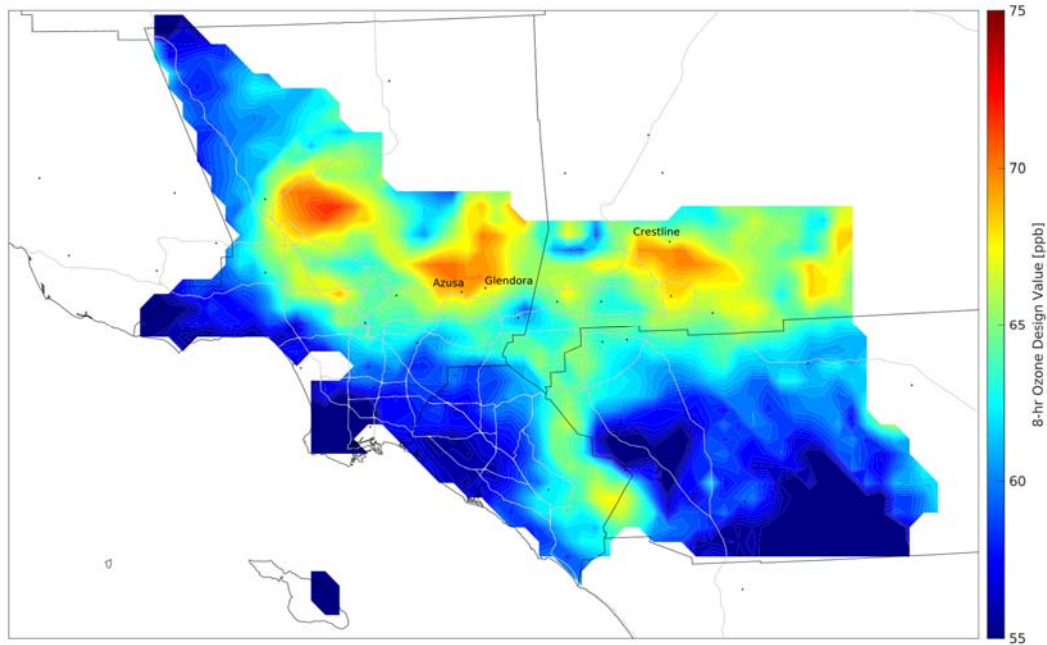 75
Crestline
70
Azusa
Glendora
65
60
55
8-hr Ozone Design Value [ppb]